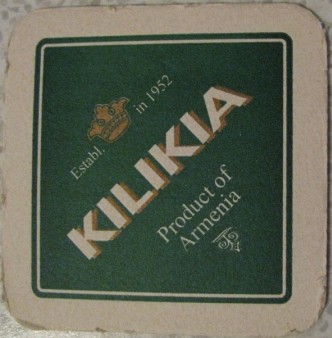 Establ. in 1952
KILIKIA
Product of
Armenia